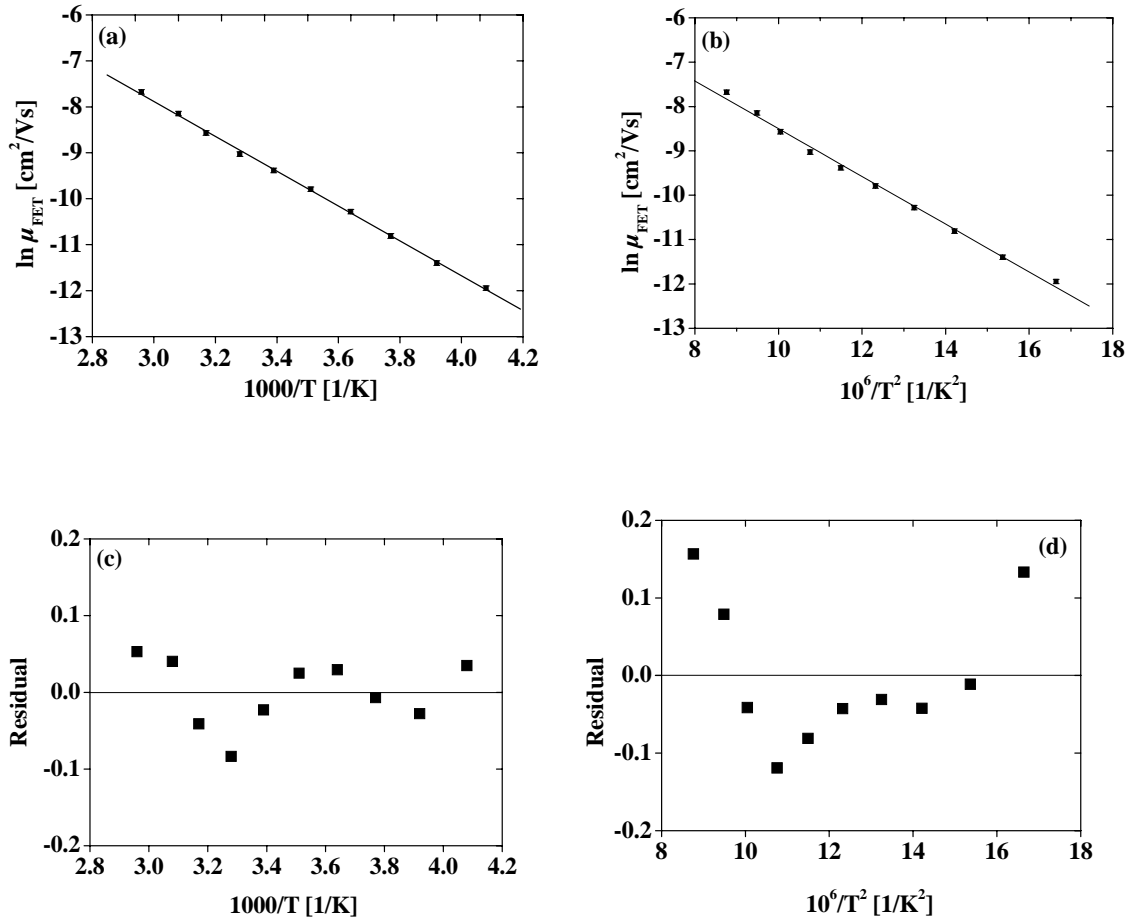 (a)
-6
-7
-8
-9
-10
-11
-12
-13
ln μFET [cm²/Vs]
2.8 3.0 3.2 3.4 3.6 3.8 4.0 4.2
1000/T [1/K]
(b)
-6
-7
-8
-9
-10
-11
-12
-13
ln μFET [cm²/Vs]
8 10 12 14 16 18
10⁶/T² [1/K²]
(c)
0.2
0.1
0.0
-0.1
-0.2
Residual
2.8 3.0 3.2 3.4 3.6 3.8 4.0 4.2
1000/T [1/K]
(d)
0.2
0.1
0.0
-0.1
-0.2
Residual
8 10 12 14 16 18
10⁶/T² [1/K²]